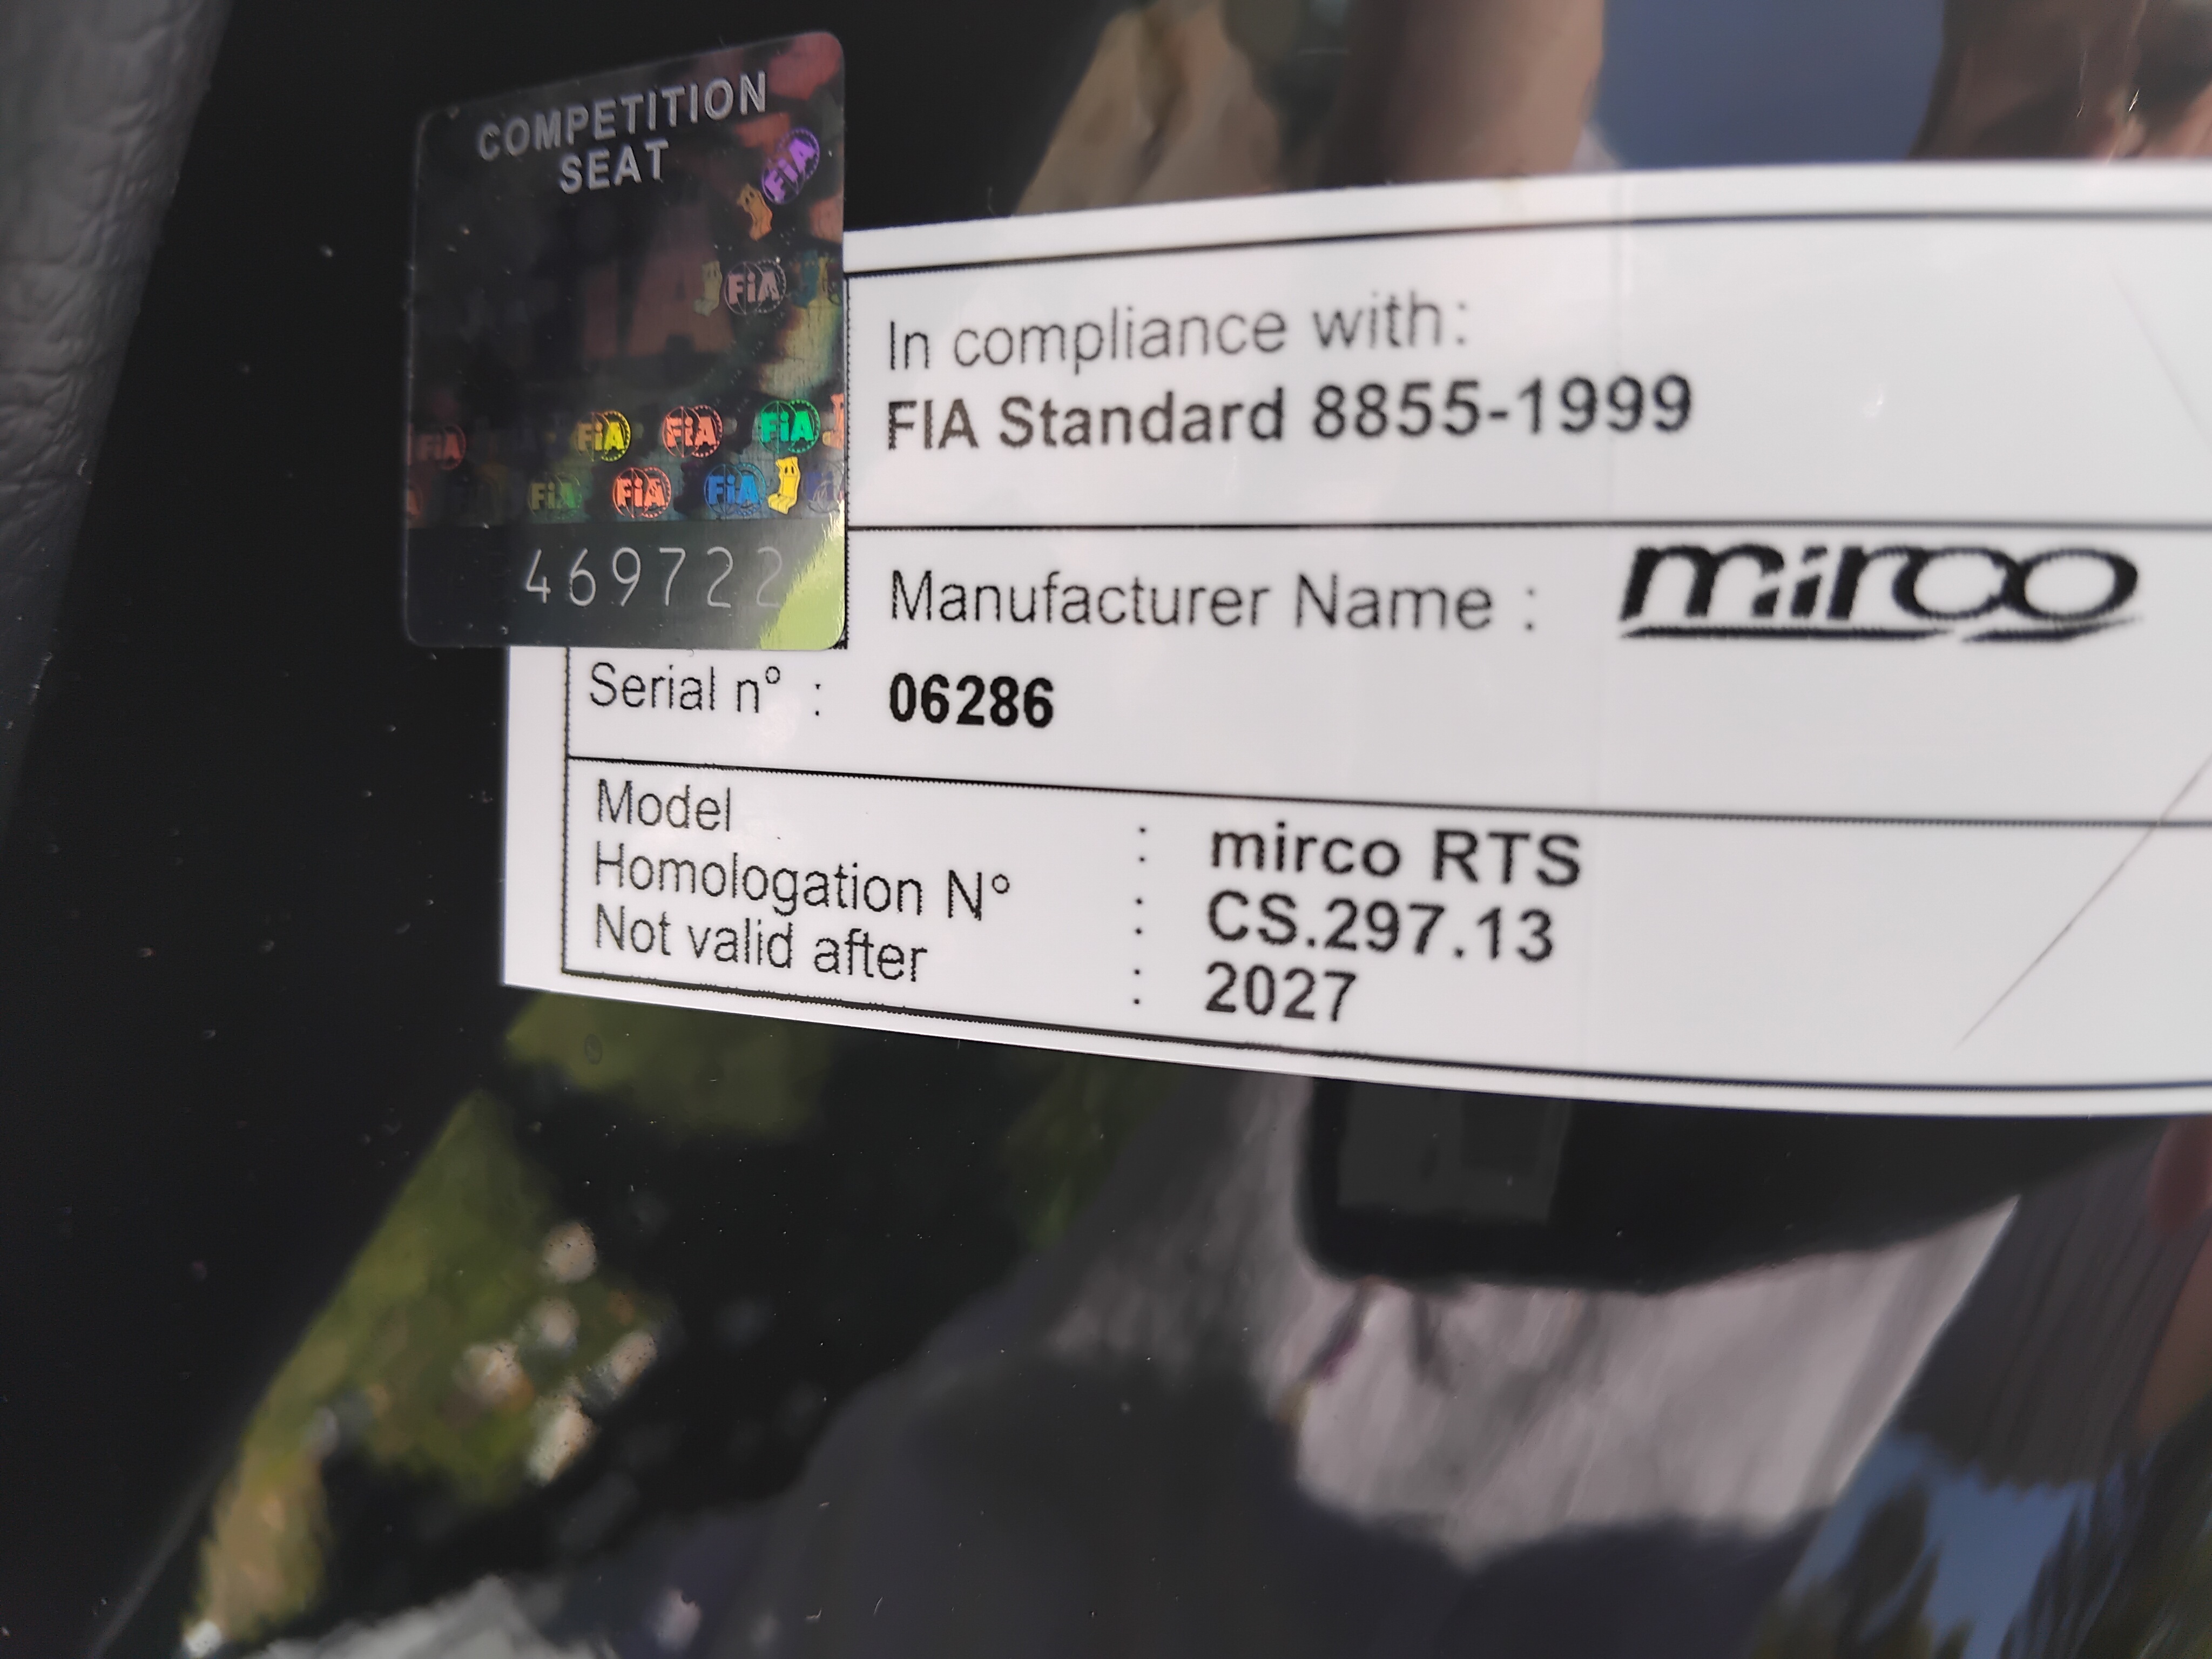 COMPETITION
SEAT
FiA
FiA
FiA FiA FiA FiA
FiA FiA FiA
469722
In compliance with:
FIA Standard 8855-1999
Manufacturer Name : mirco
Serial n° : 06286
Model : mirco RTS
Homologation N° : CS.297.13
Not valid after : 2027